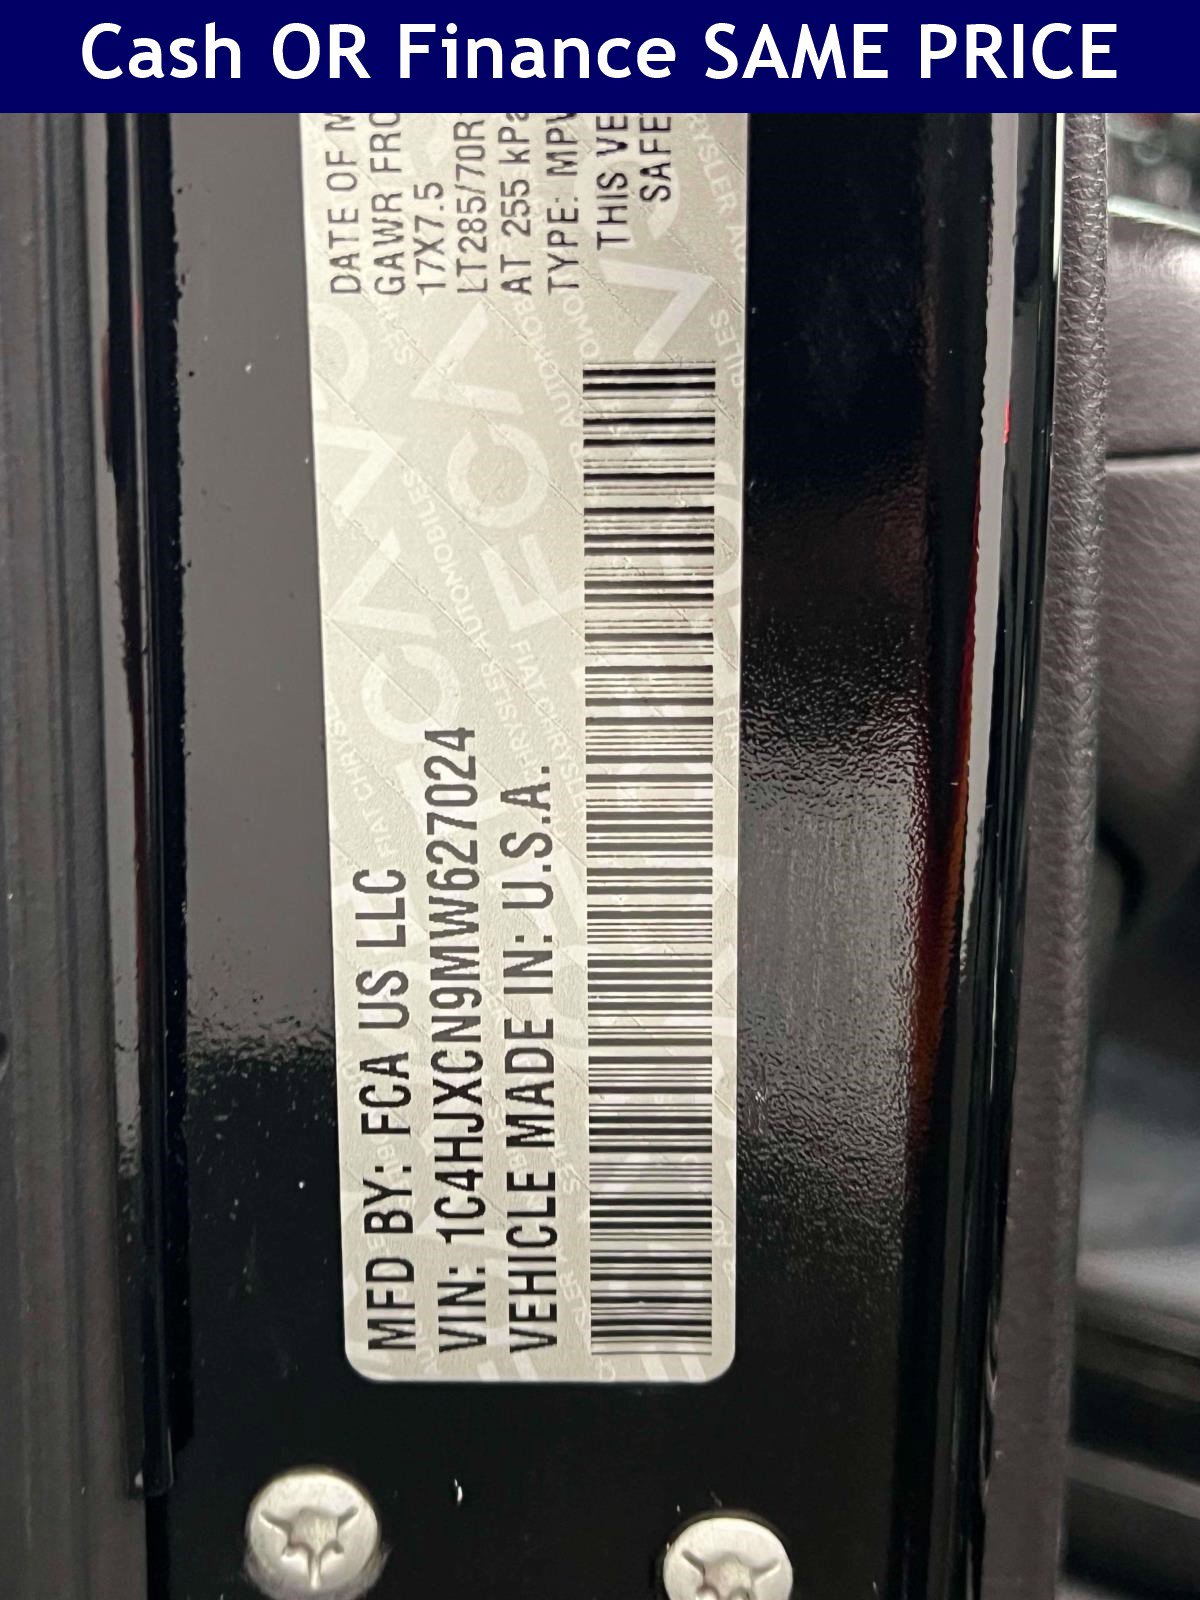 Cash OR Finance SAME PRICE
MFD BY: FCA US LLC
VIN: 1C4HJXCN9MW627024
VEHICLE MADE IN: U.S.A.
DATE OF M
GAWR FRO
17X7.5
LT285/70R
AT 255 kPa
TYPE: MPV
THIS VE
SAFE